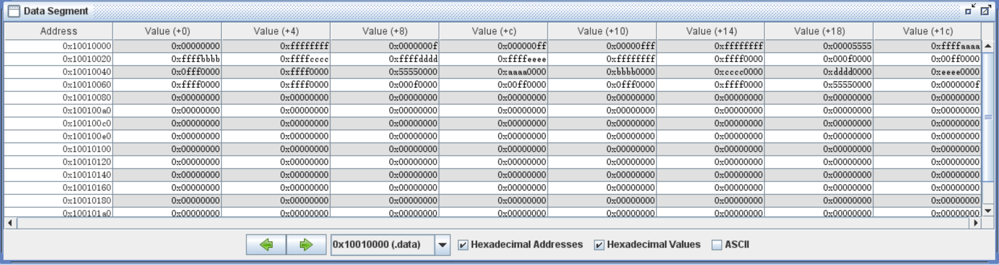 Data Segment
Address Value (+0) Value (+4) Value (+8) Value (+c) Value (+10) Value (+14) Value (+18) Value (+1c)
0x10010000 0x00000000 0xffffffff 0x0000000f 0x000000ff 0x00000fff 0xffffffff 0x00005555 0xffffaaaa
0x10010020 0xffffbbbb 0xffffcccc 0xffffdddd 0xffffeeee 0xffffffff 0xffff0000 0x000f0000 0x00ff0000
0x10010040 0x0fff0000 0xffff0000 0x55550000 0xaaaa0000 0xbbbb0000 0xcccc0000 0xdddd0000 0xeeee0000
0x10010060 0xffff0000 0xffff0000 0x000f0000 0x00ff0000 0x0fff0000 0xffff0000 0x55550000 0x0000000f
0x10010080 0x00000000 0x00000000 0x00000000 0x00000000 0x00000000 0x00000000 0x00000000 0x00000000
0x100100a0 0x00000000 0x00000000 0x00000000 0x00000000 0x00000000 0x00000000 0x00000000 0x00000000
0x100100c0 0x00000000 0x00000000 0x00000000 0x00000000 0x00000000 0x00000000 0x00000000 0x00000000
0x100100e0 0x00000000 0x00000000 0x00000000 0x00000000 0x00000000 0x00000000 0x00000000 0x00000000
0x10010100 0x00000000 0x00000000 0x00000000 0x00000000 0x00000000 0x00000000 0x00000000 0x00000000
0x10010120 0x00000000 0x00000000 0x00000000 0x00000000 0x00000000 0x00000000 0x00000000 0x00000000
0x10010140 0x00000000 0x00000000 0x00000000 0x00000000 0x00000000 0x00000000 0x00000000 0x00000000
0x10010160 0x00000000 0x00000000 0x00000000 0x00000000 0x00000000 0x00000000 0x00000000 0x00000000
0x10010180 0x00000000 0x00000000 0x00000000 0x00000000 0x00000000 0x00000000 0x00000000 0x00000000
0x100101a0 0x00000000 0x00000000 0x00000000 0x00000000 0x00000000 0x00000000 0x00000000 0x00000000
0x10010000 (.data) Hexadecimal Addresses Hexadecimal Values ASCII